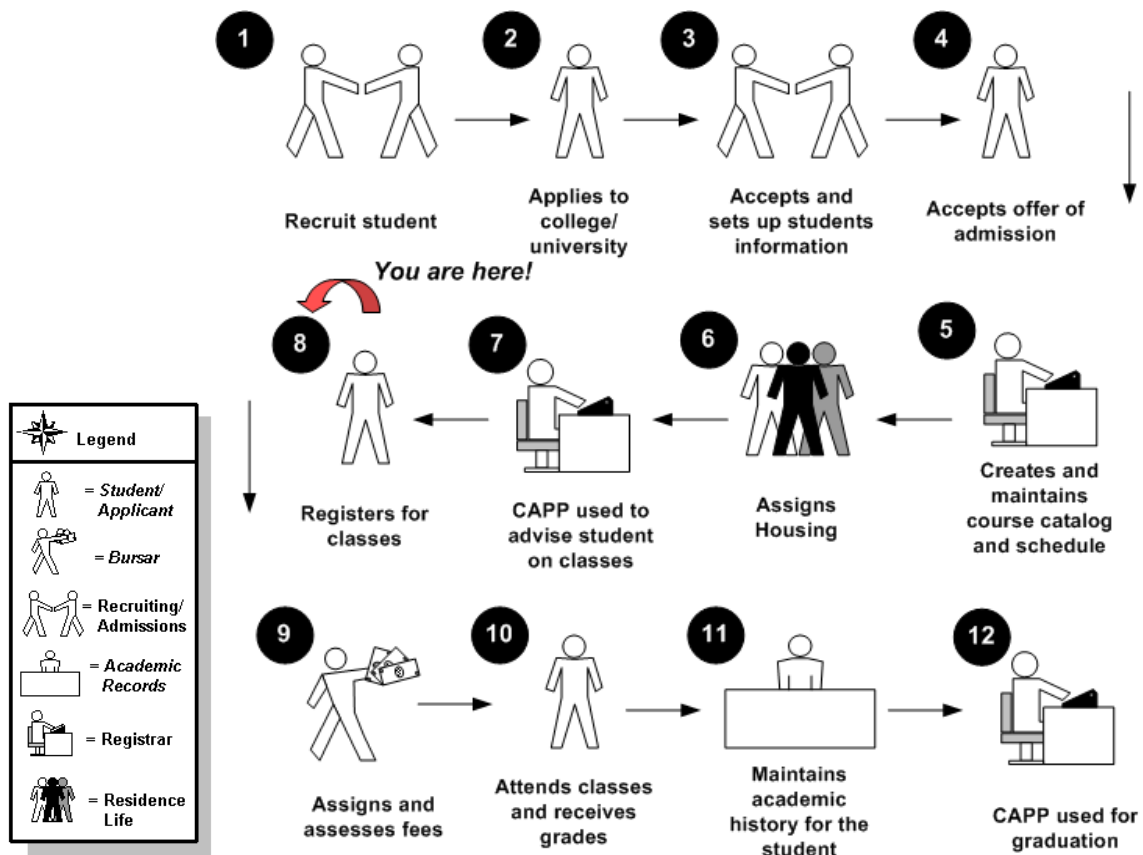 1
2
3
4
Recruit student
Applies to
college/
university
Accepts and
sets up students
information
Accepts offer of
admission
You are here!
8
7
6
5
Registers for
classes
CAPP used to
advise student
on classes
Assigns
Housing
Creates and
maintains
course catalog
and schedule
Legend
= Student/
Applicant
= Bursar
= Recruiting/
Admissions
= Academic
Records
= Registrar
= Residence
Life
9
10
11
12
Assigns and
assesses fees
Attends classes
and receives
grades
Maintains
academic
history for the
student
CAPP used for
graduation